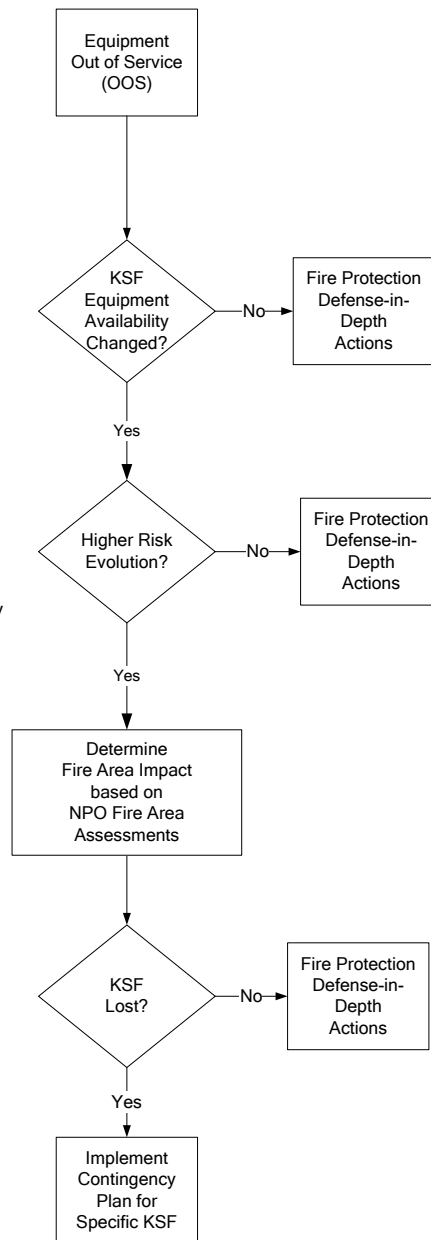 Equipment
Out of Service
(OOS)
KSF
Equipment
Availability
Changed?
No
Fire Protection
Defense-in-
Depth
Actions
Yes
Higher Risk
Evolution?
No
Fire Protection
Defense-in-
Depth
Actions
y
Yes
Determine
Fire Area Impact
based on
NPO Fire Area
Assessments
KSF
Lost?
No
Fire Protection
Defense-in-
Depth
Actions
Yes
Implement
Contingency
Plan for
Specific KSF